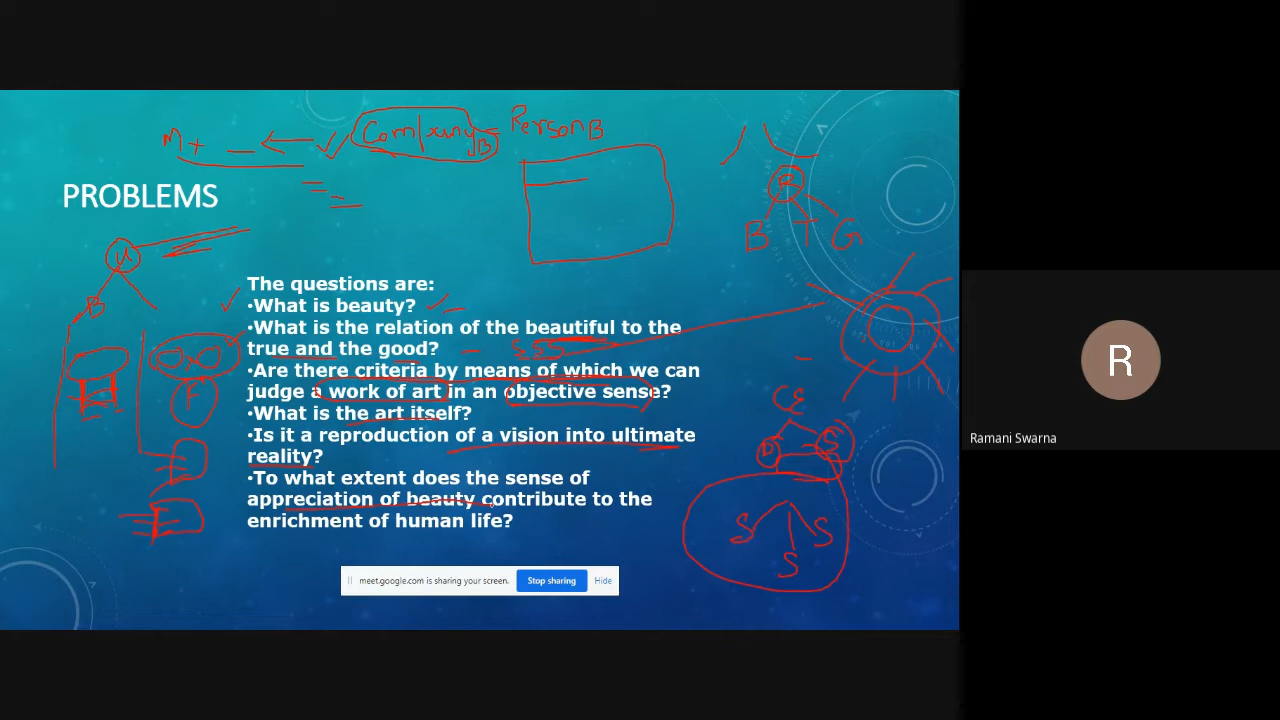 M+
Company B
Person B
PROBLEMS
R
B T G
U
B
The questions are:
•What is beauty?
•What is the relation of the beautiful to the
true and the good?
SSS
•Are there criteria by means of which we can
judge a work of art in an objective sense?
•What is the art itself?
•Is it a reproduction of a vision into ultimate
reality?
•To what extent does the sense of
appreciation of beauty contribute to the
enrichment of human life?
F
CE
D S
S S S
meet.google.com is sharing your screen.
Stop sharing
Hide
R
Ramani Swarna